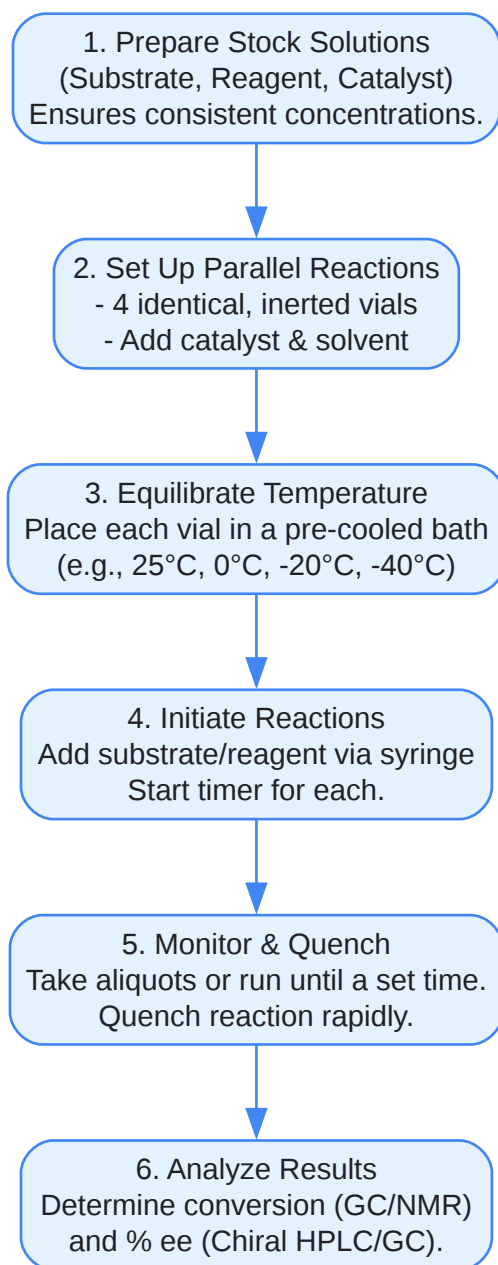 1. Prepare Stock Solutions
(Substrate, Reagent, Catalyst)
Ensures consistent concentrations.
2. Set Up Parallel Reactions
- 4 identical, inerted vials
- Add catalyst & solvent
3. Equilibrate Temperature
Place each vial in a pre-cooled bath
(e.g., 25°C, 0°C, -20°C, -40°C)
4. Initiate Reactions
Add substrate/reagent via syringe
Start timer for each.
5. Monitor & Quench
Take aliquots or run until a set time.
Quench reaction rapidly.
6. Analyze Results
Determine conversion (GC/NMR)
and % ee (Chiral HPLC/GC).